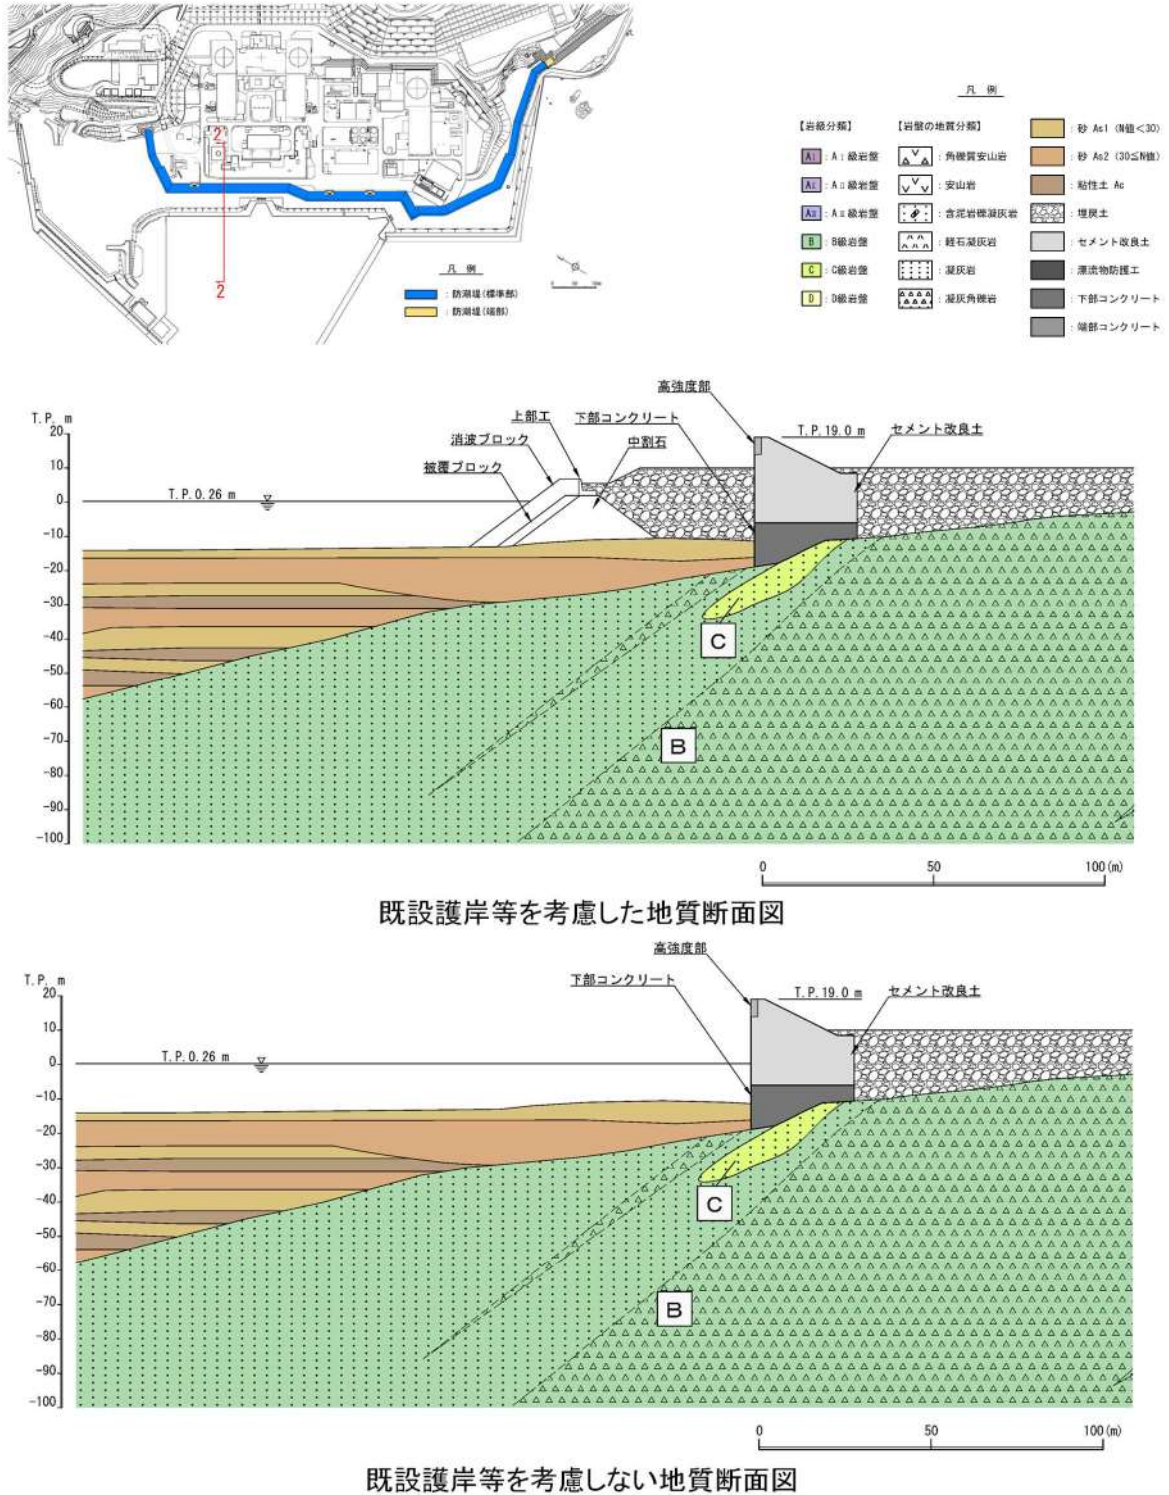 2'
2
凡 例
: 防潮堤(標準部)
: 防潮堤(端部)
凡 例
【岩級分類】
【岩盤の地質分類】
: 砂 As1 (N値<30)
AⅠ : AⅠ級岩盤
: 角礫質安山岩
: 砂 As2 (30≦N値)
AⅡ : AⅡ級岩盤
: 安山岩
: 粘性土 Ac
AⅢ : AⅢ級岩盤
: 含泥岩礫凝灰岩
: 埋戻土
B : B級岩盤
: 軽石凝灰岩
: セメント改良土
C : C級岩盤
: 凝灰岩
: 漂流物防護工
D : D級岩盤
: 凝灰角礫岩
: 下部コンクリート
: 端部コンクリート
高強度部
T.P. m
上部工
下部コンクリート
T.P.19.0 m
セメント改良土
消波ブロック
中割石
被覆ブロック
T.P.0.26 m
20
10
0
-10
-20
-30
-40
-50
-60
-70
-80
-90
-100
C
B
0 50 100(m)
既設護岸等を考慮した地質断面図
高強度部
T.P. m
下部コンクリート
T.P.19.0 m
セメント改良土
T.P.0.26 m
20
10
0
-10
-20
-30
-40
-50
-60
-70
-80
-90
-100
C
B
0 50 100(m)
既設護岸等を考慮しない地質断面図